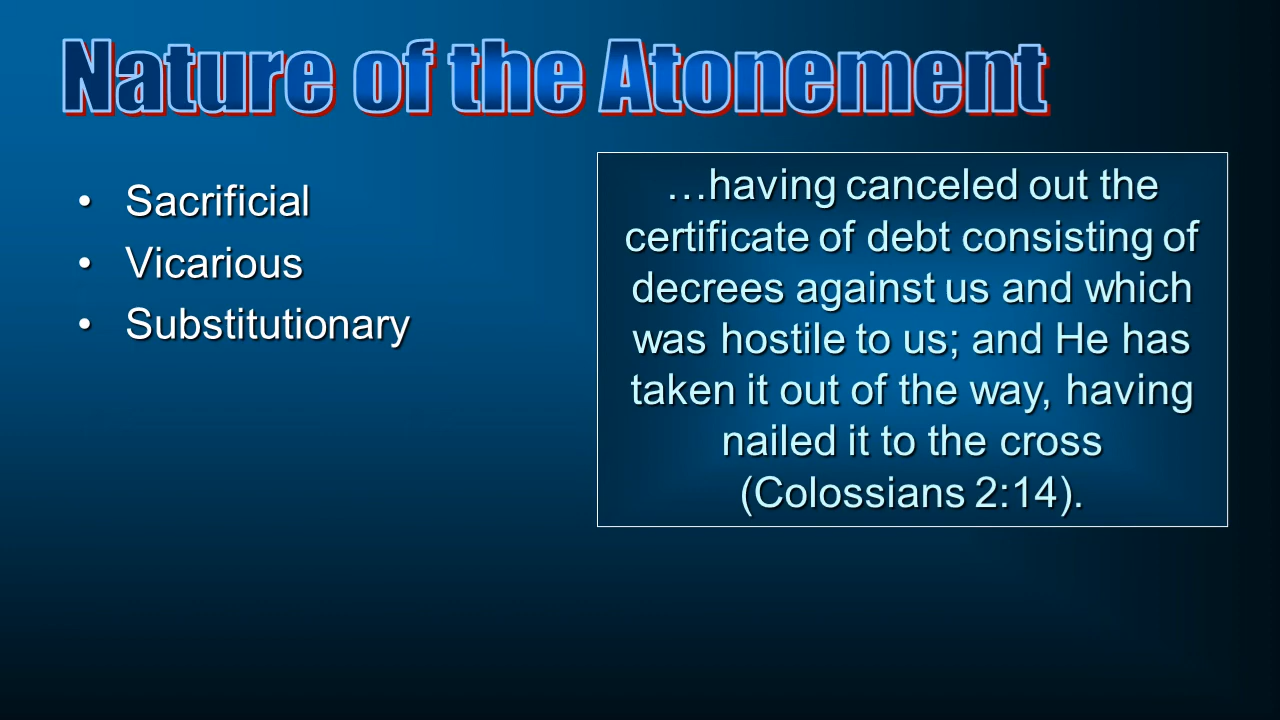 Nature of the Atonement
• Sacrificial
• Vicarious
• Substitutionary
…having canceled out the
certificate of debt consisting of
decrees against us and which
was hostile to us; and He has
taken it out of the way, having
nailed it to the cross
(Colossians 2:14).